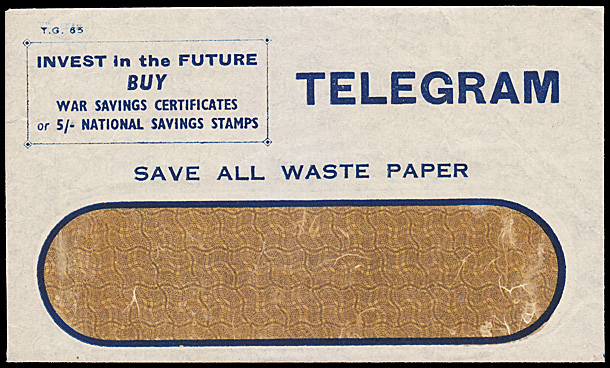 T.G. 65
INVEST in the FUTURE
BUY
WAR SAVINGS CERTIFICATES
or 5/- NATIONAL SAVINGS STAMPS
TELEGRAM
SAVE ALL WASTE PAPER